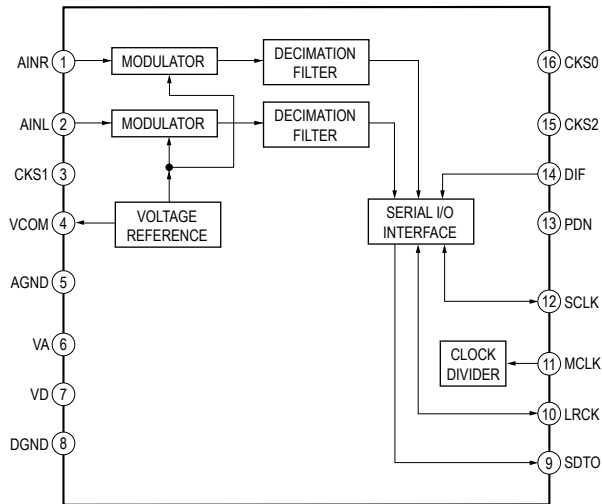 AINR 1 MODULATOR DECIMATION FILTER 16 CKS0
AINL 2 MODULATOR DECIMATION FILTER 15 CKS2
CKS1 3 14 DIF
VCOM 4 VOLTAGE REFERENCE SERIAL I/O INTERFACE 13 PDN
AGND 5 12 SCLK
VA 6 CLOCK DIVIDER 11 MCLK
VD 7 10 LRCK
DGND 8 9 SDTO